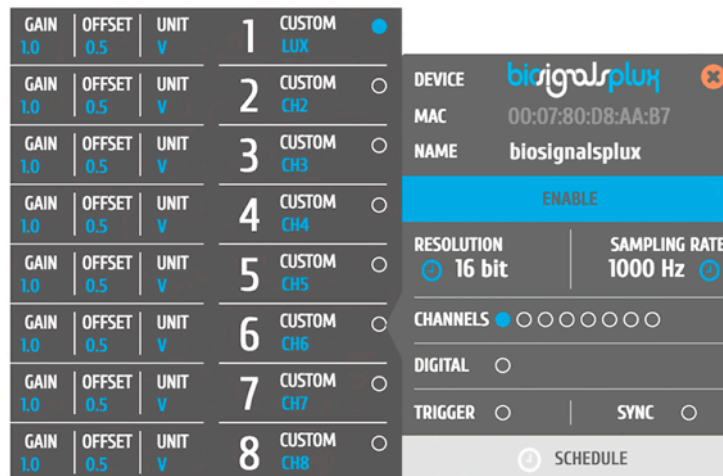 GAIN OFFSET UNIT 1 CUSTOM
1.0 0.5 V LUX
GAIN OFFSET UNIT 2 CUSTOM
1.0 0.5 V CH2
GAIN OFFSET UNIT 3 CUSTOM
1.0 0.5 V CH3
GAIN OFFSET UNIT 4 CUSTOM
1.0 0.5 V CH4
GAIN OFFSET UNIT 5 CUSTOM
1.0 0.5 V CH5
GAIN OFFSET UNIT 6 CUSTOM
1.0 0.5 V CH6
GAIN OFFSET UNIT 7 CUSTOM
1.0 0.5 V CH7
GAIN OFFSET UNIT 8 CUSTOM
1.0 0.5 V CH8
DEVICE biosignalsplux
MAC 00:07:80:D8:AA:B7
NAME biosignalsplux
ENABLE
RESOLUTION SAMPLING RATE
16 bit 1000 Hz
CHANNELS
DIGITAL
TRIGGER SYNC
SCHEDULE